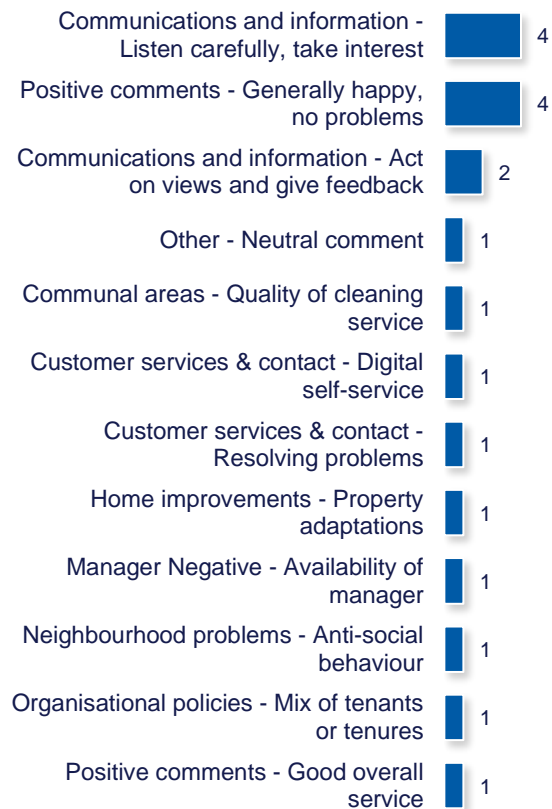 Communications and information -
Listen carefully, take interest
4
Positive comments - Generally happy,
no problems
4
Communications and information - Act
on views and give feedback
2
Other - Neutral comment
1
Communal areas - Quality of cleaning
service
1
Customer services & contact - Digital
self-service
1
Customer services & contact -
Resolving problems
1
Home improvements - Property
adaptations
1
Manager Negative - Availability of
manager
1
Neighbourhood problems - Anti-social
behaviour
1
Organisational policies - Mix of tenants
or tenures
1
Positive comments - Good overall
service
1